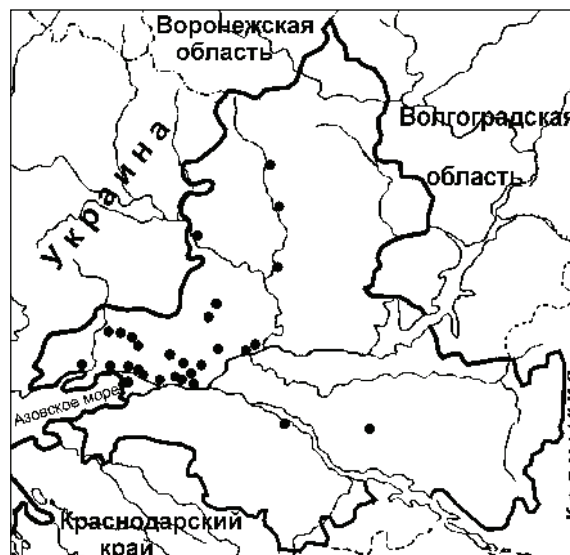 Воронежская
область
Волгоградская
область
Украина
Азовское море
Краснодарский
край